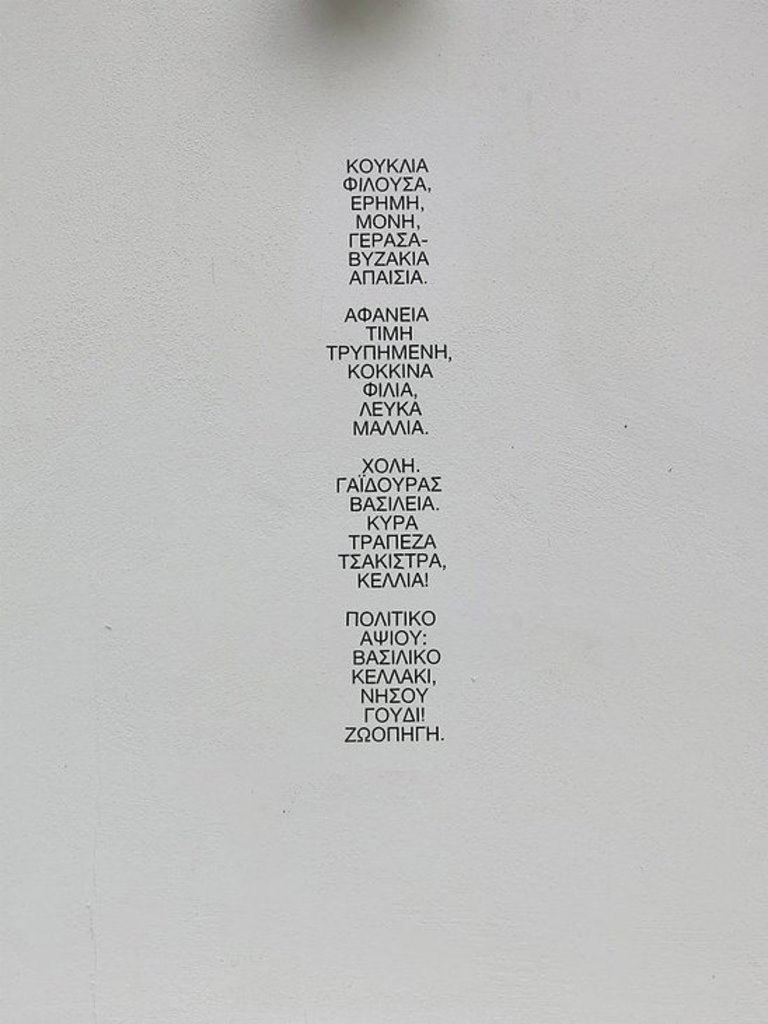 ΚΟΥΚΛΙΑ
ΦΙΛΟΥΣΑ,
ΕΡΗΜΗ,
ΜΟΝΗ,
ΓΕΡΑΣΑ-
ΒΥΖΑΚΙΑ
ΑΠΑΙΣΙΑ.
ΑΦΑΝΕΙΑ
ΤΙΜΗ
ΤΡΥΠΗΜΕΝΗ,
ΚΟΚΚΙΝΑ
ΦΙΛΙΑ,
ΛΕΥΚΑ
ΜΑΛΛΙΑ.
ΧΟΛΗ.
ΓΑΪΔΟΥΡΑΣ
ΒΑΣΙΛΕΙΑ.
ΚΥΡΑ
ΤΡΑΠΕΖΑ
ΤΣΑΚΙΣΤΡΑ,
ΚΕΛΛΙΑ!
ΠΟΛΙΤΙΚΟ
ΑΨΙΟΥ:
ΒΑΣΙΛΙΚΟ
ΚΕΛΛΑΚΙ,
ΝΗΣΟΥ
ΓΟΥΔΙ!
ΖΩΟΠΗΓΗ.